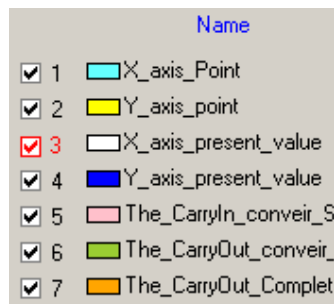 Name
1 X_axis_Point
2 Y_axis_point
3 X_axis_present_value
4 Y_axis_present_value
5 The_CarryIn_conveir_S
6 The_CarryOut_conveir_
7 The_CarryOut_Complet